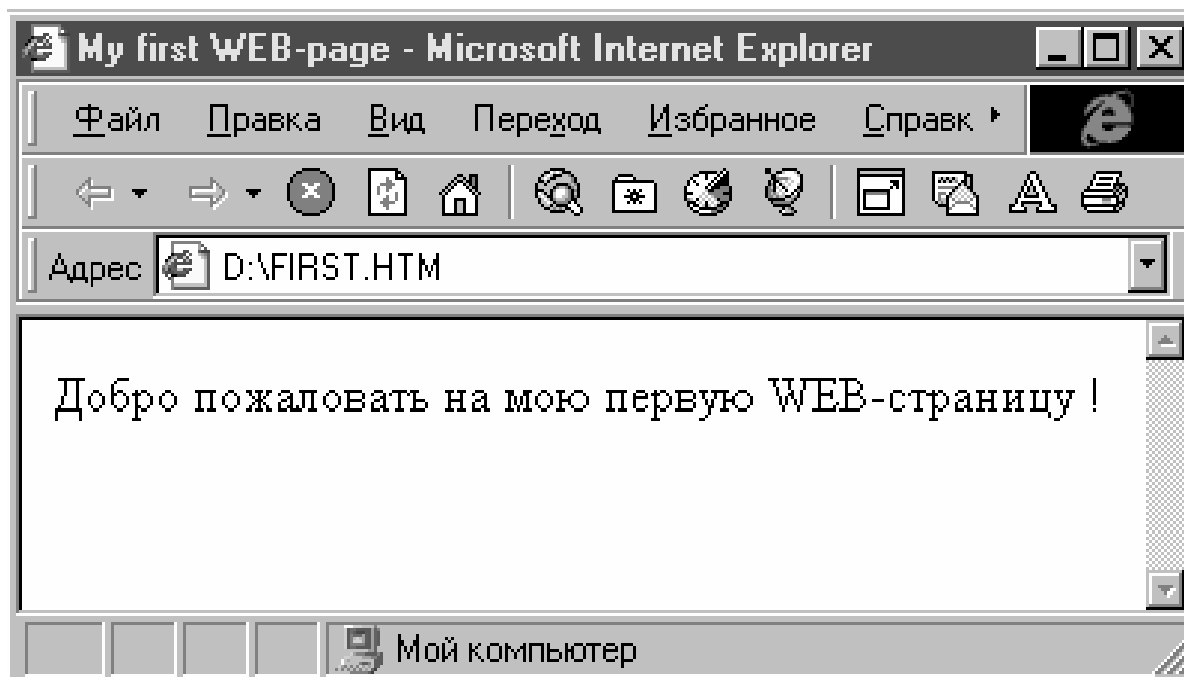 My first WEB-page - Microsoft Internet Explorer
Файл Правка Вид Переход Избранное Справк
Адрес D:\FIRST.HTM
Добро пожаловать на мою первую WEB-страницу !
Мой компьютер